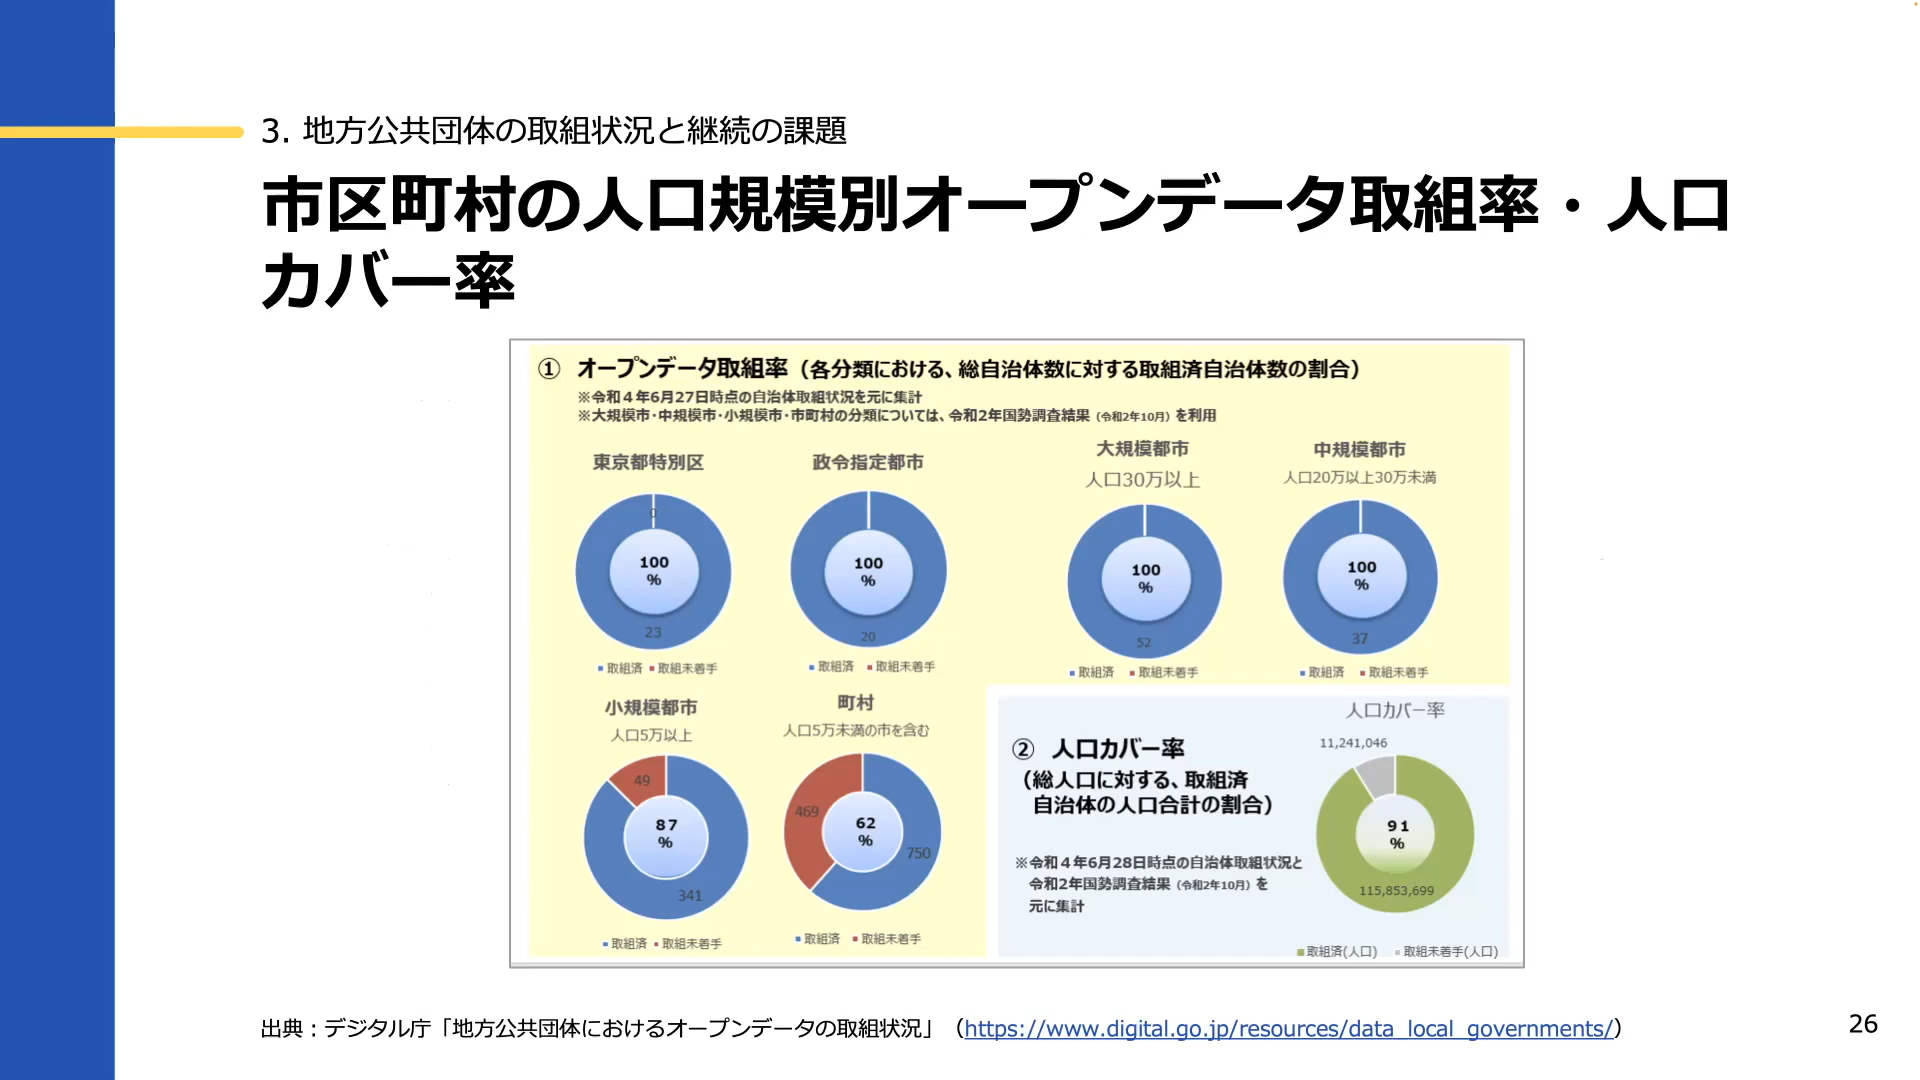 3. 地方公共団体の取組状況と継続の課題
市区町村の人口規模別オープンデータ取組率・人口
カバー率
① オープンデータ取組率（各分類における、総自治体数に対する取組済自治体数の割合）
※令和４年6月27日時点の自治体取組状況を元に集計
※大規模市・中規模市・小規模市・市町村の分類については、令和2年国勢調査結果（令和2年10月）を利用
東京都特別区
0
100
%
23
取組済 取組未着手
政令指定都市
100
%
20
取組済 取組未着手
大規模都市
人口30万以上
100
%
52
取組済 取組未着手
中規模都市
人口20万以上30万未満
100
%
37
取組済 取組未着手
小規模都市
人口5万以上
49
87
%
341
取組済 取組未着手
町村
人口5万未満の市を含む
469
62
%
750
取組済 取組未着手
② 人口カバー率
（総人口に対する、取組済
自治体の人口合計の割合）
※令和４年6月28日時点の自治体取組状況と
令和2年国勢調査結果（令和2年10月）を
元に集計
人口カバー率
11,241,046
91
%
115,853,699
取組済(人口) 取組未着手(人口)
出典：デジタル庁「地方公共団体におけるオープンデータの取組状況」（https://www.digital.go.jp/resources/data_local_governments/）
26